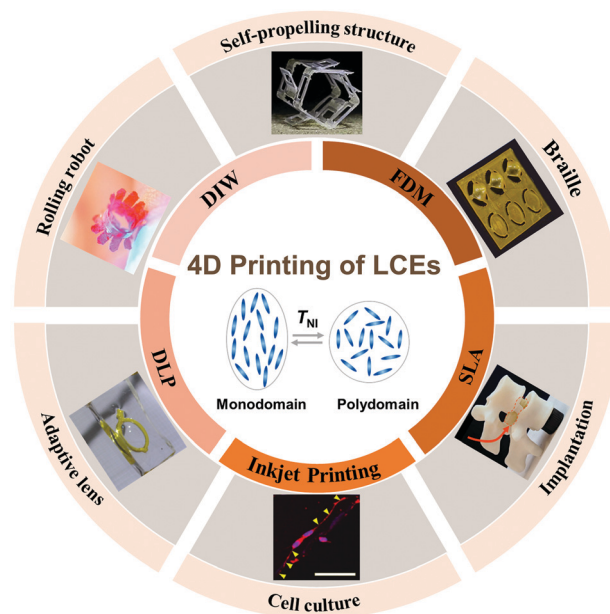 Self-propelling structure
Braille
Implantation
Cell culture
Adaptive lens
Rolling robot
DIW
FDM
SLA
Inkjet Printing
DLP
4D Printing of LCEs
TNI
Monodomain
Polydomain